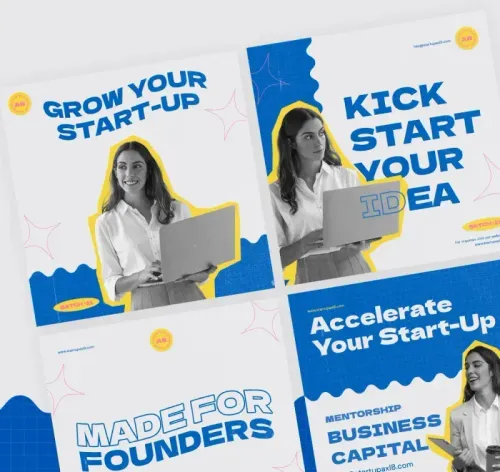 GROW YOUR
START-UP
KICK
START
YOUR
IDEA
MADE FOR
FOUNDERS
Accelerate
Your Start-Up
MENTORSHIP
BUSINESS
CAPITAL